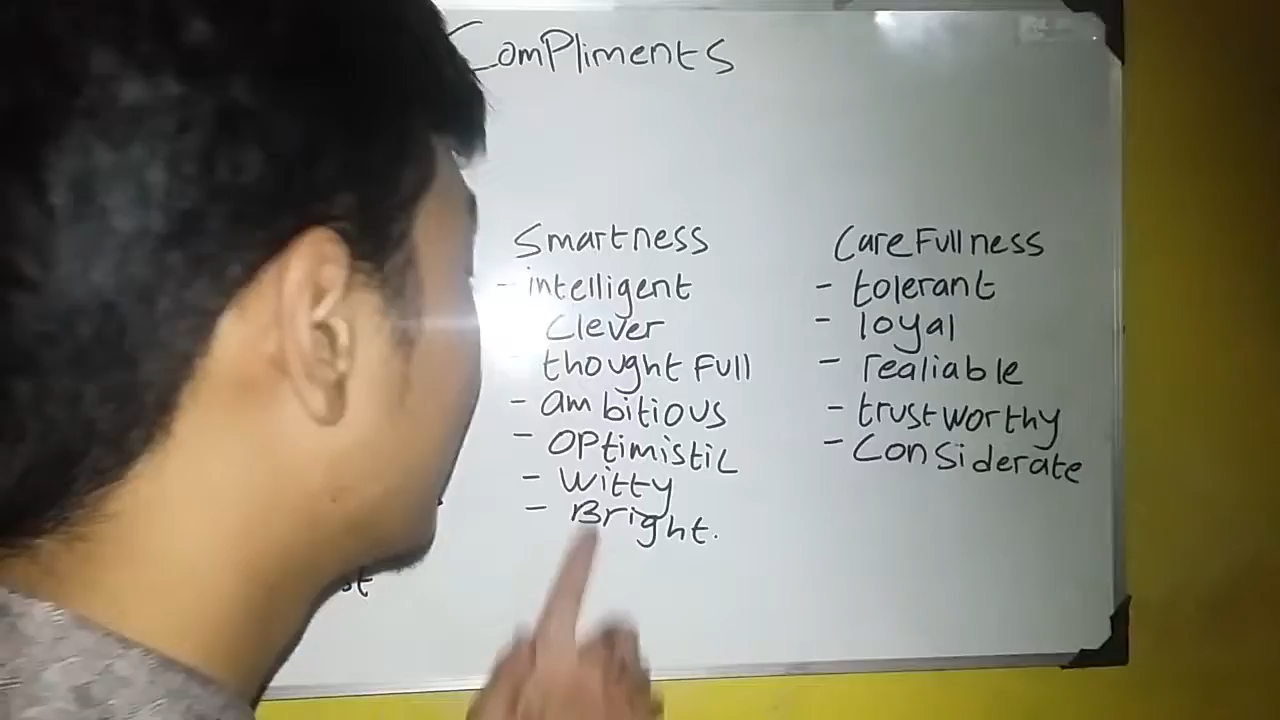 Compliments
Smartness
- intelligent
Clever
- thoughtFull
- ambitious
- Optimistic
- Witty
- Bright.
CareFullness
- tolerant
- loyal
- realiable
- trustworthy
- Considerate